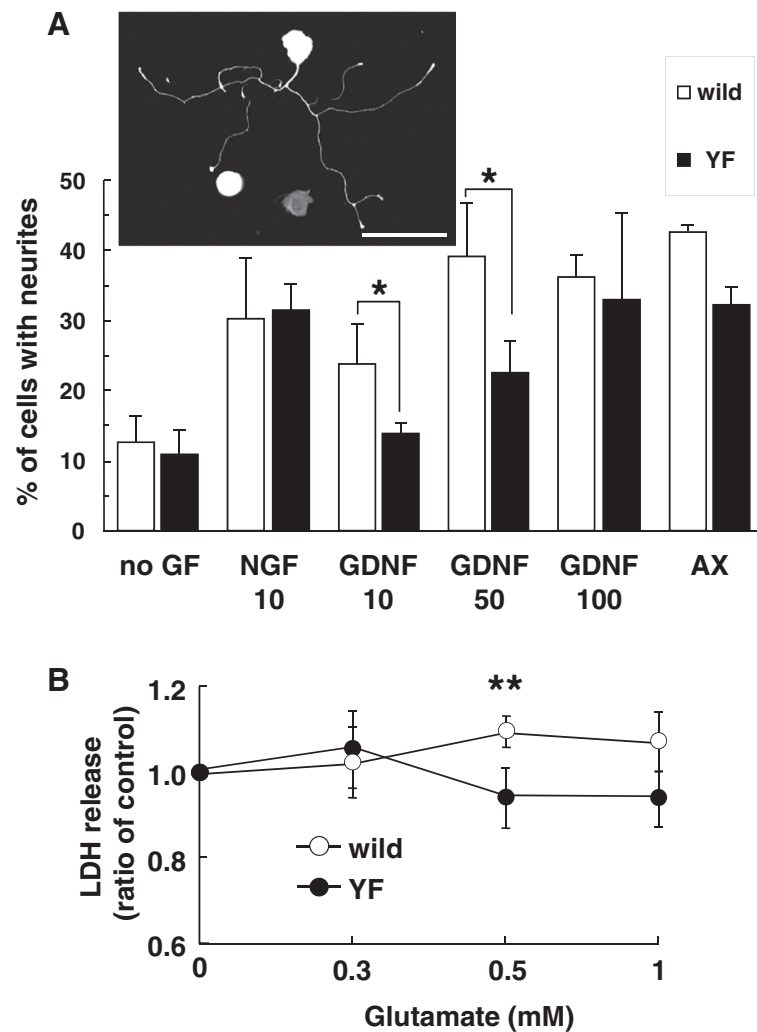 A
wild
YF
50
40
30
20
10
0
% of cells with neurites
*
*
no GF
NGF
10
GDNF
10
GDNF
50
GDNF
100
AX
B
1.2
1.0
0.8
0.6
LDH release
(ratio of control)
**
wild
YF
0
0.3
0.5
1
Glutamate (mM)